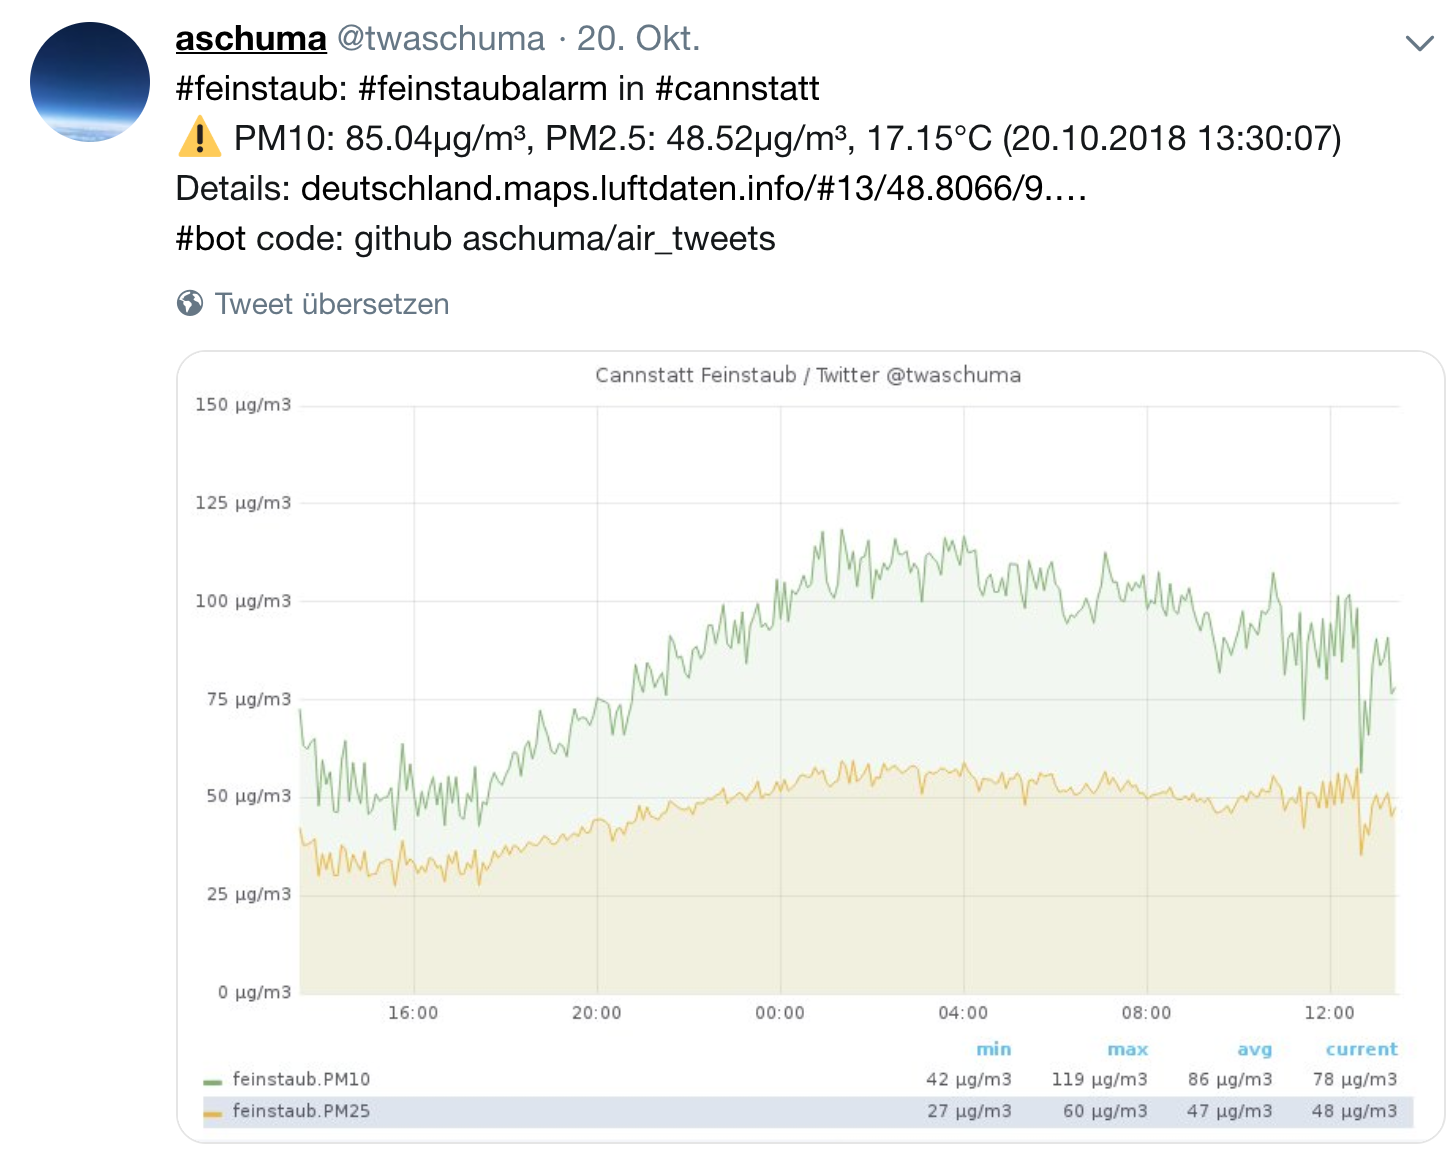 aschuma @twaschuma · 20. Okt.
#feinstaub: #feinstaubalarm in #cannstatt
⚠️ PM10: 85.04µg/m³, PM2.5: 48.52µg/m³, 17.15°C (20.10.2018 13:30:07)
Details: deutschland.maps.luftdaten.info/#13/48.8066/9.…
#bot code: github aschuma/air_tweets
Tweet übersetzen
Cannstatt Feinstaub / Twitter @twaschuma
150 µg/m3
125 µg/m3
100 µg/m3
75 µg/m3
50 µg/m3
25 µg/m3
0 µg/m3
16:00 20:00 00:00 04:00 08:00 12:00
min max avg current
feinstaub.PM10 42 µg/m3 119 µg/m3 86 µg/m3 78 µg/m3
feinstaub.PM25 27 µg/m3 60 µg/m3 47 µg/m3 48 µg/m3